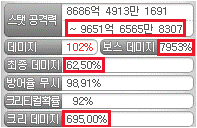 스탯 공격력 8686억 4913만 1691
~ 9651억 6565만 8307
데미지 102% 보스 데미지 7953%
최종 데미지 62.50%
방어율 무시 98.91%
크리티컬확률 92%
크리 데미지 695.00%